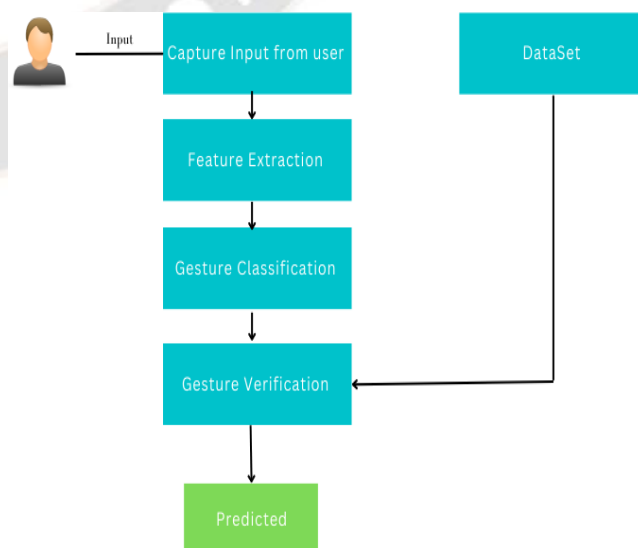 Input
Capture Input from user
DataSet
Feature Extraction
Gesture Classification
Gesture Verification
Predicted